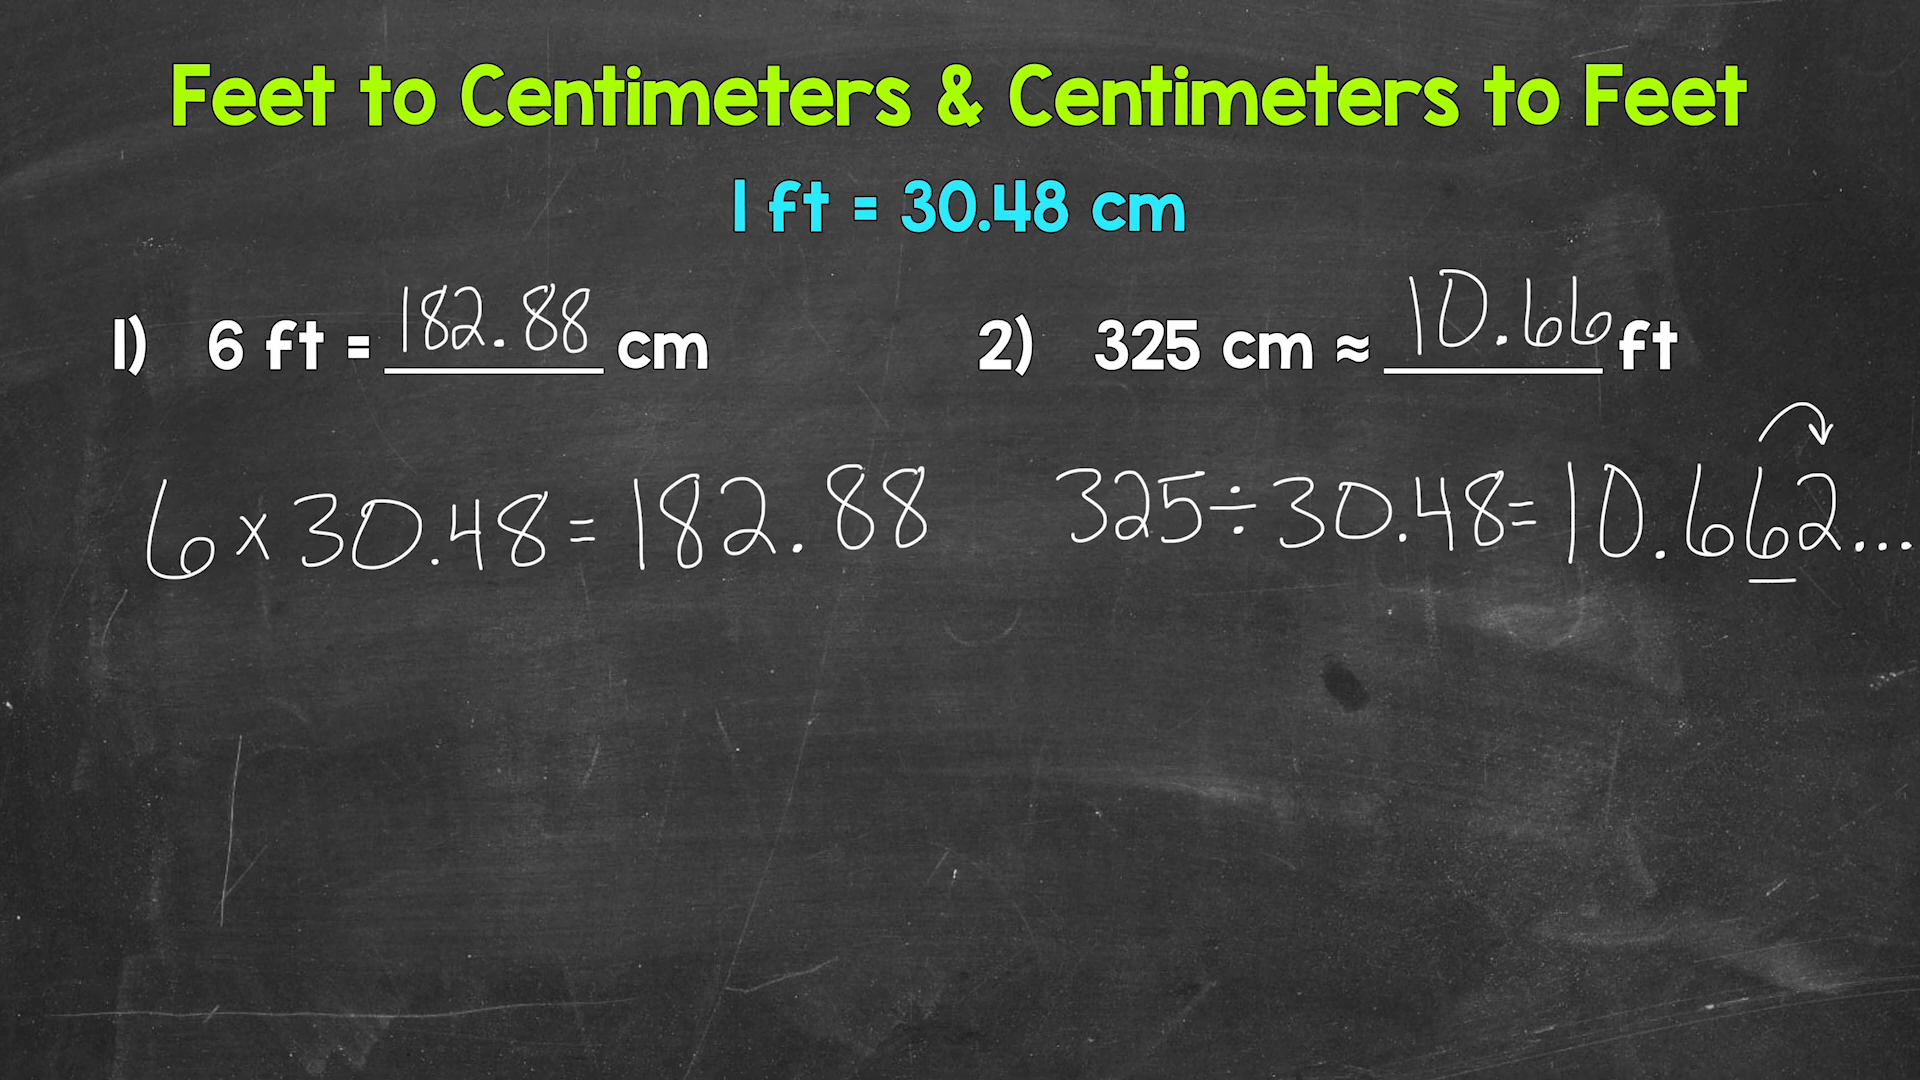 Feet to Centimeters & Centimeters to Feet
1 ft = 30.48 cm
1) 6 ft = 182.88 cm
6 x 30.48 = 182.88
2) 325 cm ≈ 10.66 ft
325 ÷ 30.48 = 10.662...